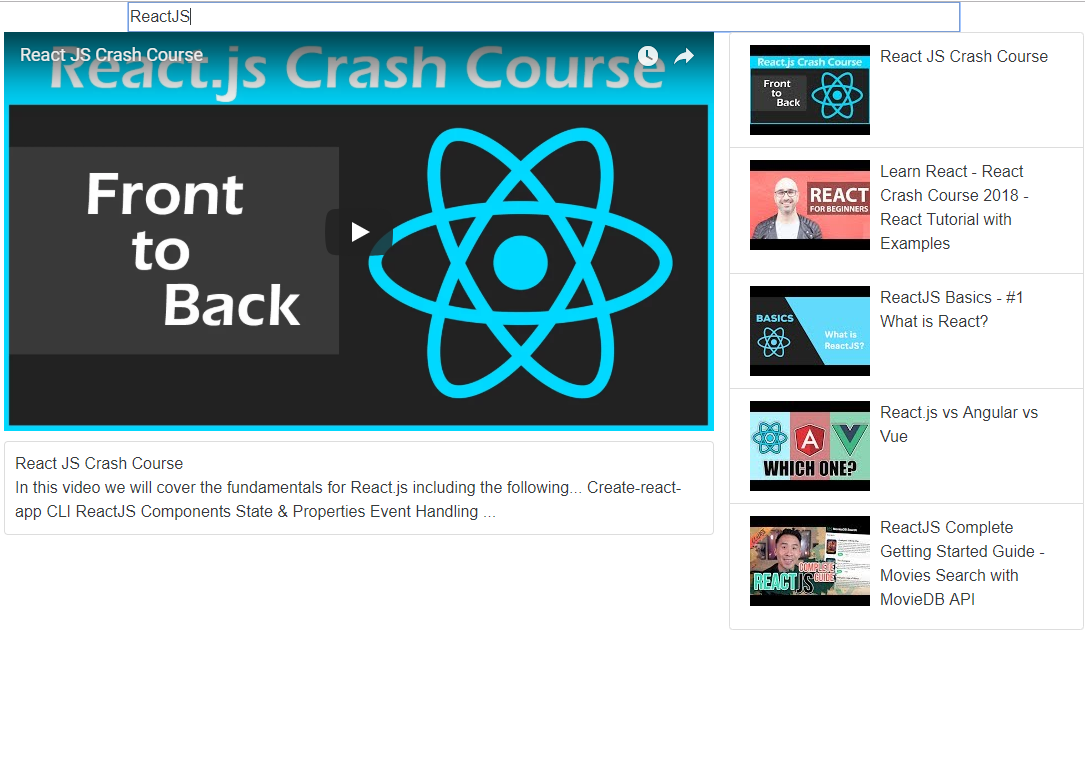 ReactJS
React JS Crash Course
React.js Crash Course
Front
to
Back
React JS Crash Course
In this video we will cover the fundamentals for React.js including the following... Create-react-
app CLI ReactJS Components State & Properties Event Handling ...
React.js Crash Course
Front
to
Back
React JS Crash Course
REACT
FOR BEGINNERS
Learn React - React
Crash Course 2018 -
React Tutorial with
Examples
BASICS
What is
ReactJS?
ReactJS Basics - #1
What is React?
A
WHICH ONE?
React.js vs Angular vs
Vue
COMPLETE
REACTJS GUIDE
ReactJS Complete
Getting Started Guide -
Movies Search with
MovieDB API